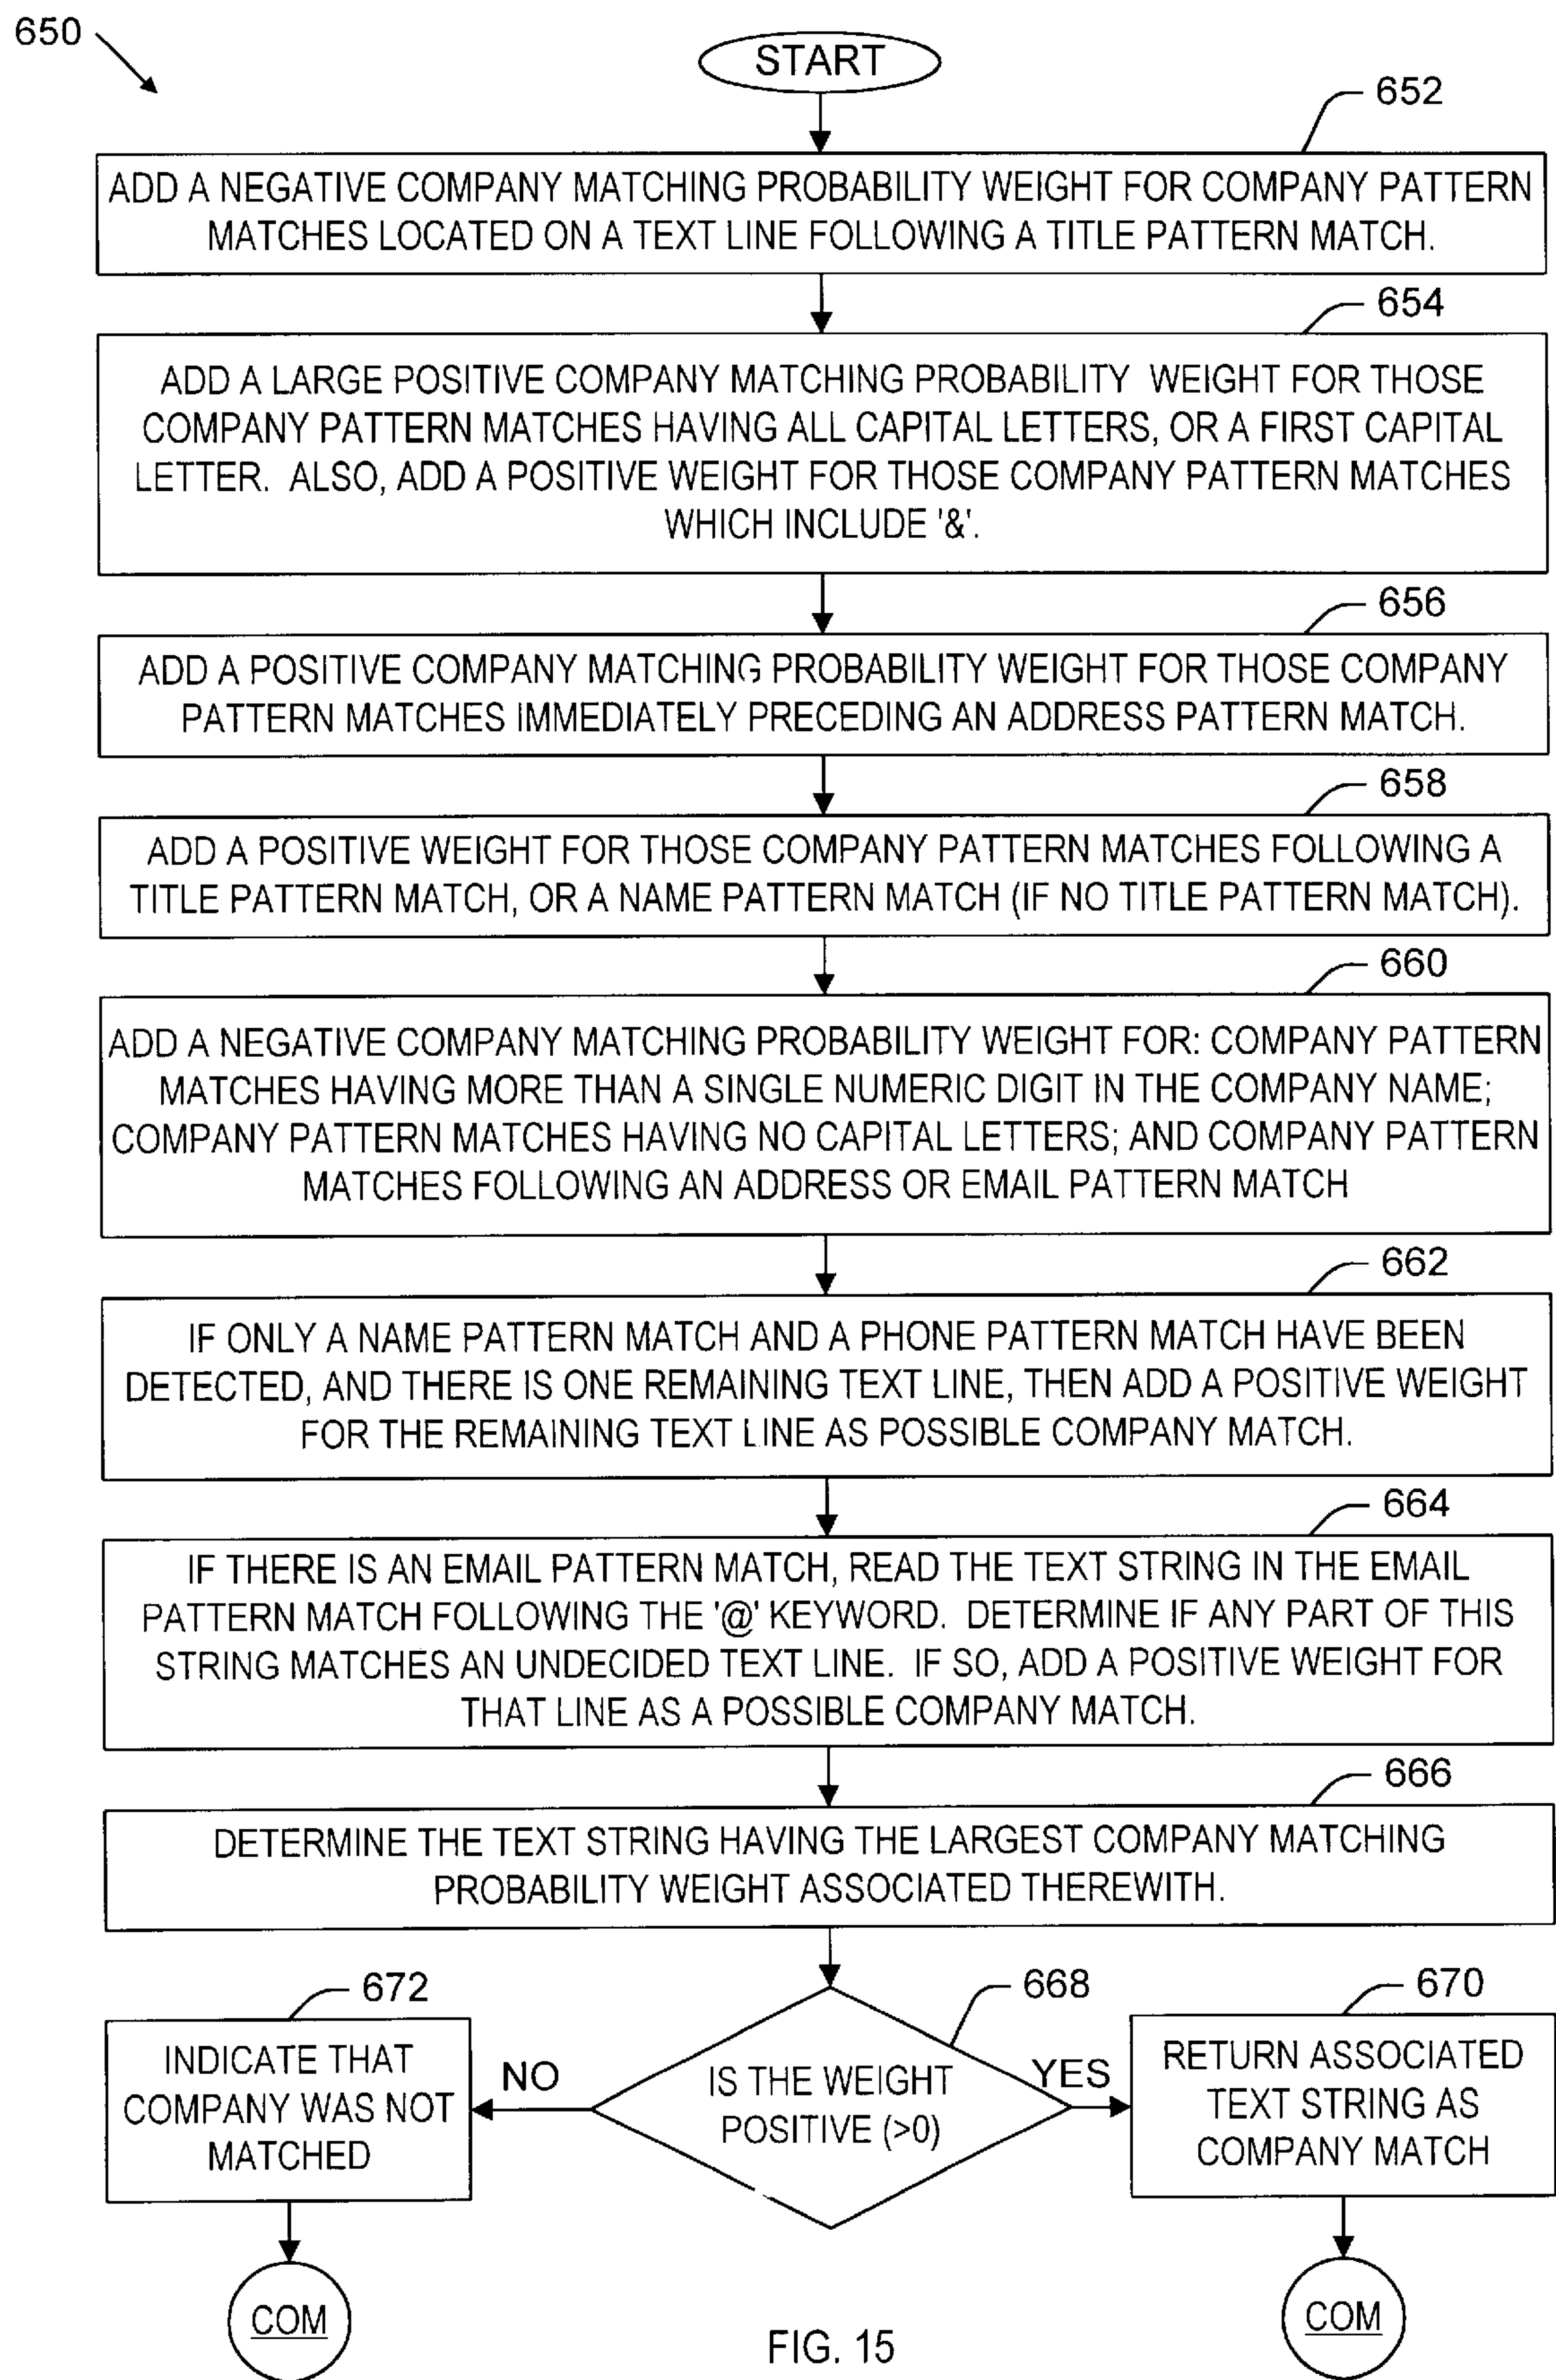 650
START
652
ADD A NEGATIVE COMPANY MATCHING PROBABILITY WEIGHT FOR COMPANY PATTERN
MATCHES LOCATED ON A TEXT LINE FOLLOWING A TITLE PATTERN MATCH.
654
ADD A LARGE POSITIVE COMPANY MATCHING PROBABILITY WEIGHT FOR THOSE
COMPANY PATTERN MATCHES HAVING ALL CAPITAL LETTERS, OR A FIRST CAPITAL
LETTER. ALSO, ADD A POSITIVE WEIGHT FOR THOSE COMPANY PATTERN MATCHES
WHICH INCLUDE '&'.
656
ADD A POSITIVE COMPANY MATCHING PROBABILITY WEIGHT FOR THOSE COMPANY
PATTERN MATCHES IMMEDIATELY PRECEDING AN ADDRESS PATTERN MATCH.
658
ADD A POSITIVE WEIGHT FOR THOSE COMPANY PATTERN MATCHES FOLLOWING A
TITLE PATTERN MATCH, OR A NAME PATTERN MATCH (IF NO TITLE PATTERN MATCH).
660
ADD A NEGATIVE COMPANY MATCHING PROBABILITY WEIGHT FOR: COMPANY PATTERN
MATCHES HAVING MORE THAN A SINGLE NUMERIC DIGIT IN THE COMPANY NAME;
COMPANY PATTERN MATCHES HAVING NO CAPITAL LETTERS; AND COMPANY PATTERN
MATCHES FOLLOWING AN ADDRESS OR EMAIL PATTERN MATCH
662
IF ONLY A NAME PATTERN MATCH AND A PHONE PATTERN MATCH HAVE BEEN
DETECTED, AND THERE IS ONE REMAINING TEXT LINE, THEN ADD A POSITIVE WEIGHT
FOR THE REMAINING TEXT LINE AS POSSIBLE COMPANY MATCH.
664
IF THERE IS AN EMAIL PATTERN MATCH, READ THE TEXT STRING IN THE EMAIL
PATTERN MATCH FOLLOWING THE '@' KEYWORD. DETERMINE IF ANY PART OF THIS
STRING MATCHES AN UNDECIDED TEXT LINE. IF SO, ADD A POSITIVE WEIGHT FOR
THAT LINE AS A POSSIBLE COMPANY MATCH.
666
DETERMINE THE TEXT STRING HAVING THE LARGEST COMPANY MATCHING
PROBABILITY WEIGHT ASSOCIATED THEREWITH.
672
INDICATE THAT
COMPANY WAS NOT
MATCHED
NO
668
IS THE WEIGHT
POSITIVE (>0)
YES
670
RETURN ASSOCIATED
TEXT STRING AS
COMPANY MATCH
COM
COM
FIG. 15